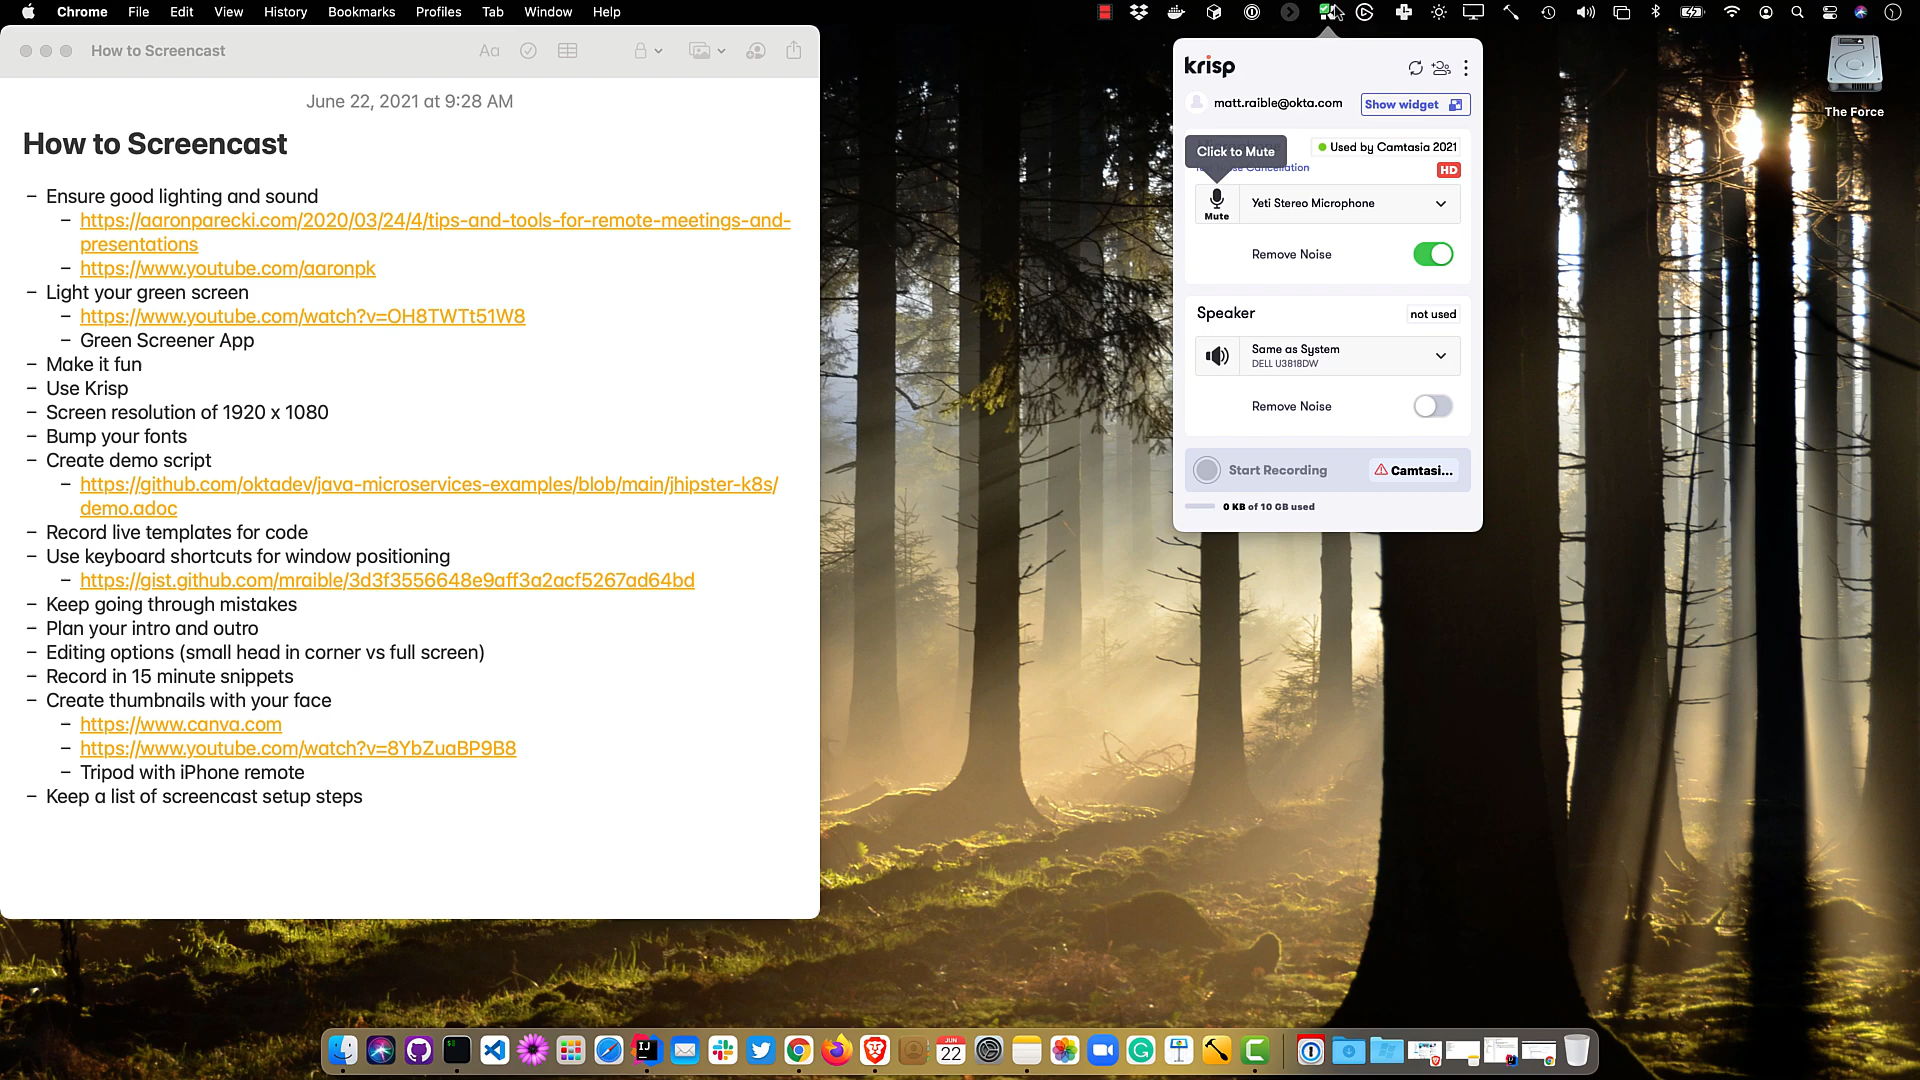 Chrome File Edit View History Bookmarks Profiles Tab Window Help
How to Screencast
Aa
June 22, 2021 at 9:28 AM
How to Screencast
– Ensure good lighting and sound
– https://aaronparecki.com/2020/03/24/4/tips-and-tools-for-remote-meetings-and-
presentations
– https://www.youtube.com/aaronpk
– Light your green screen
– https://www.youtube.com/watch?v=OH8TWTt51W8
– Green Screener App
– Make it fun
– Use Krisp
– Screen resolution of 1920 x 1080
– Bump your fonts
– Create demo script
– https://github.com/oktadev/java-microservices-examples/blob/main/jhipster-k8s/
demo.adoc
– Record live templates for code
– Use keyboard shortcuts for window positioning
– https://gist.github.com/mraible/3d3f3556648e9aff3a2acf5267ad64bd
– Keep going through mistakes
– Plan your intro and outro
– Editing options (small head in corner vs full screen)
– Record in 15 minute snippets
– Create thumbnails with your face
– https://www.canva.com
– https://www.youtube.com/watch?v=8YbZuaBP9B8
– Tripod with iPhone remote
– Keep a list of screencast setup steps
krisp
matt.raible@okta.com
Show widget
Click to Mute
Used by Camtasia 2021
Cancellation
HD
Mute
Yeti Stereo Microphone
Remove Noise
Speaker
not used
Same as System
DELL U3818DW
Remove Noise
Start Recording
Camtasi...
0 KB of 10 GB used
The Force
IJ
JUN
22